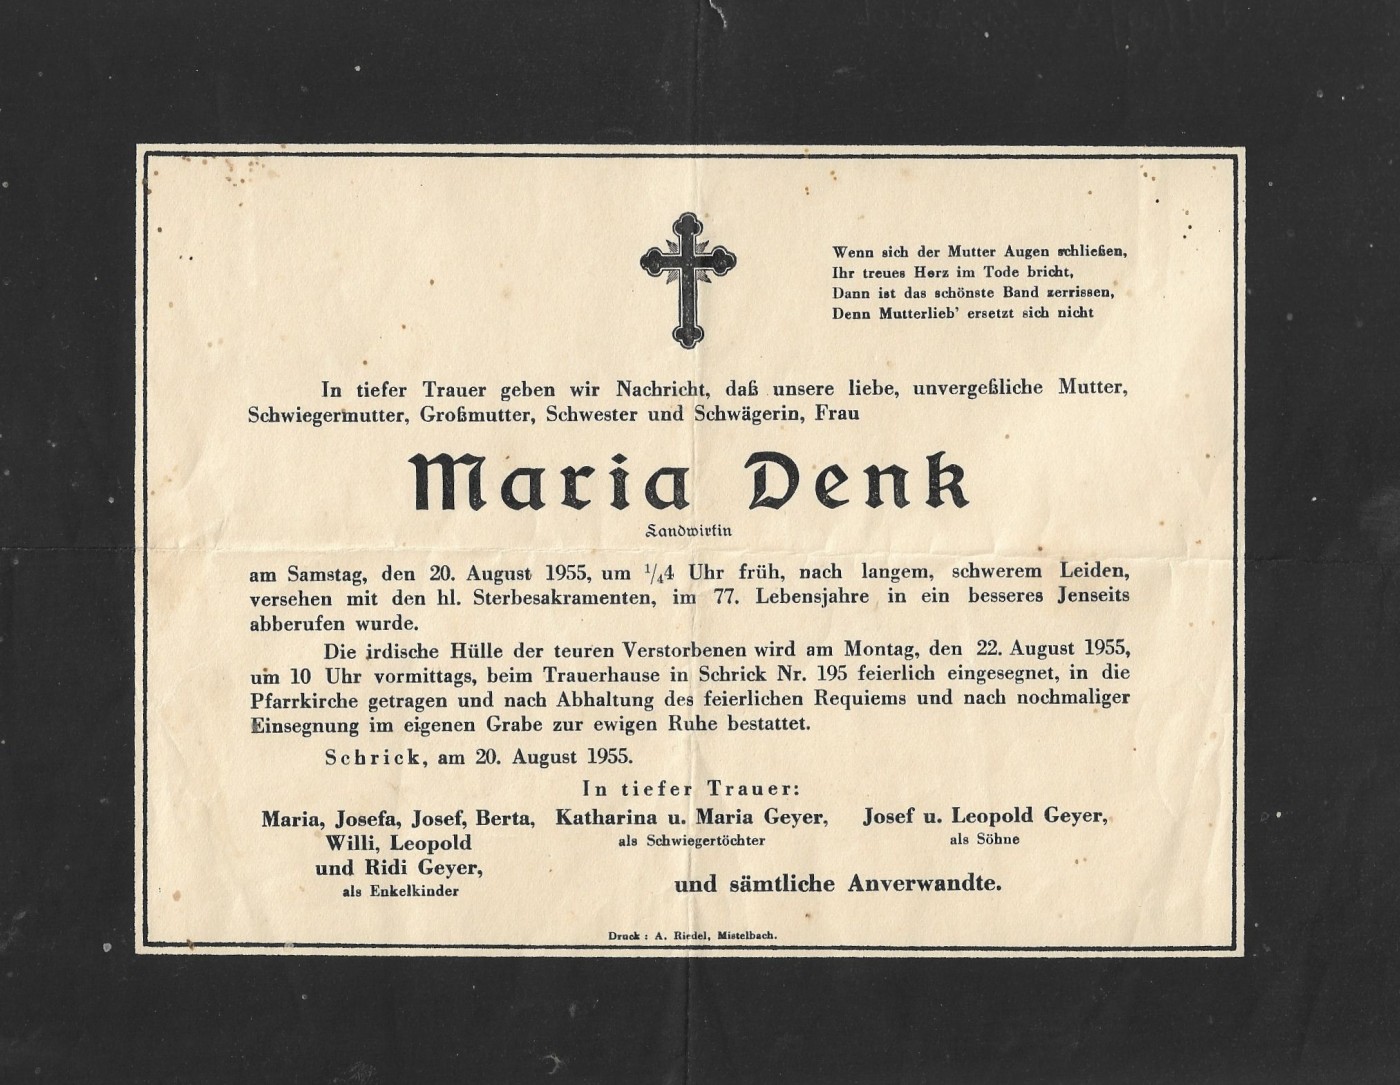 Wenn sich der Mutter Augen schließen,
Ihr treues Herz im Tode bricht,
Dann ist das schönste Band zerrissen,
Denn Mutterlieb' ersetzt sich nicht
In tiefer Trauer geben wir Nachricht, daß unsere liebe, unvergeßliche Mutter,
Schwiegermutter, Großmutter, Schwester und Schwägerin, Frau
Maria Denk
Landwirtin
am Samstag, den 20. August 1955, um 1/44 Uhr früh, nach langem, schwerem Leiden,
versehen mit den hl. Sterbesakramenten, im 77. Lebensjahre in ein besseres Jenseits
abberufen wurde.
Die irdische Hülle der teuren Verstorbenen wird am Montag, den 22. August 1955,
um 10 Uhr vormittags, beim Trauerhause in Schrick Nr. 195 feierlich eingesegnet, in die
Pfarrkirche getragen und nach Abhaltung des feierlichen Requiems und nach nochmaliger
Einsegnung im eigenen Grabe zur ewigen Ruhe bestattet.
Schrick, am 20. August 1955.
In tiefer Trauer:
Maria, Josefa, Josef, Berta,
Willi, Leopold
und Ridi Geyer,
als Enkelkinder
Katharina u. Maria Geyer,
als Schwiegertöchter
Josef u. Leopold Geyer,
als Söhne
und sämtliche Anverwandte.
Druck : A. Riedel, Mistelbach.